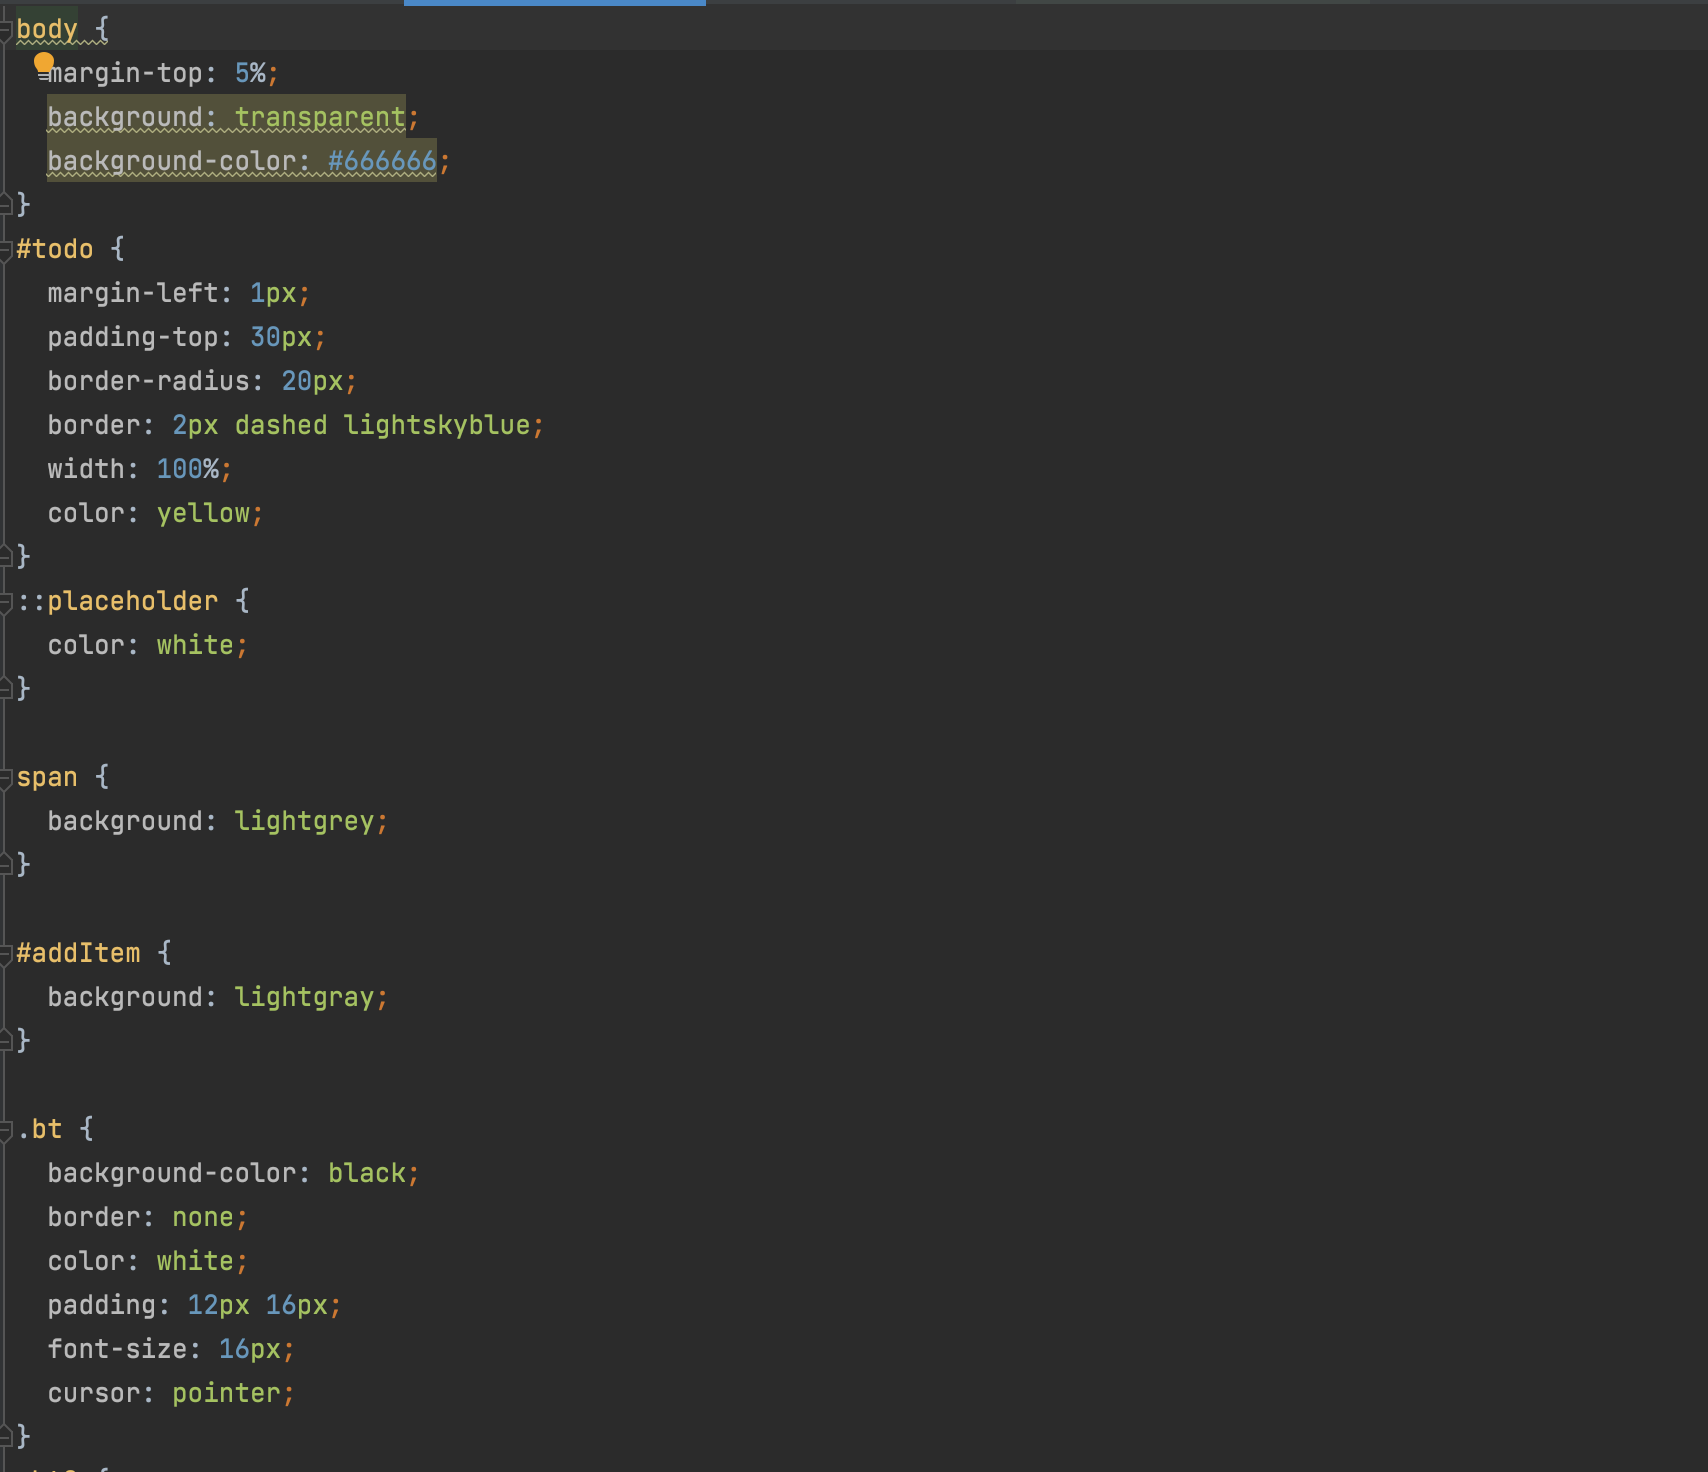 body {
  margin-top: 5%;
  background: transparent;
  background-color: #666666;
}
#todo {
  margin-left: 1px;
  padding-top: 30px;
  border-radius: 20px;
  border: 2px dashed lightskyblue;
  width: 100%;
  color: yellow;
}
::placeholder {
  color: white;
}

span {
  background: lightgrey;
}

#addItem {
  background: lightgray;
}

.bt {
  background-color: black;
  border: none;
  color: white;
  padding: 12px 16px;
  font-size: 16px;
  cursor: pointer;
}